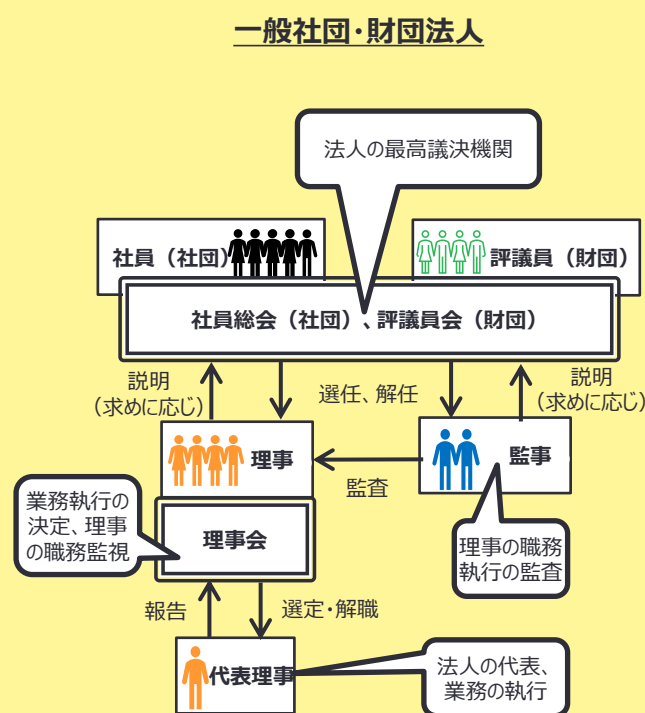 一般社団・財団法人
法人の最高議決機関
社員（社団）
評議員（財団）
社員総会（社団）、評議員会（財団）
説明
（求めに応じ）
選任、解任
説明
（求めに応じ）
理事
監事
監査
業務執行の
決定、理事
の職務監視
理事会
理事の職務
執行の監査
報告
選定・解職
代表理事
法人の代表、
業務の執行